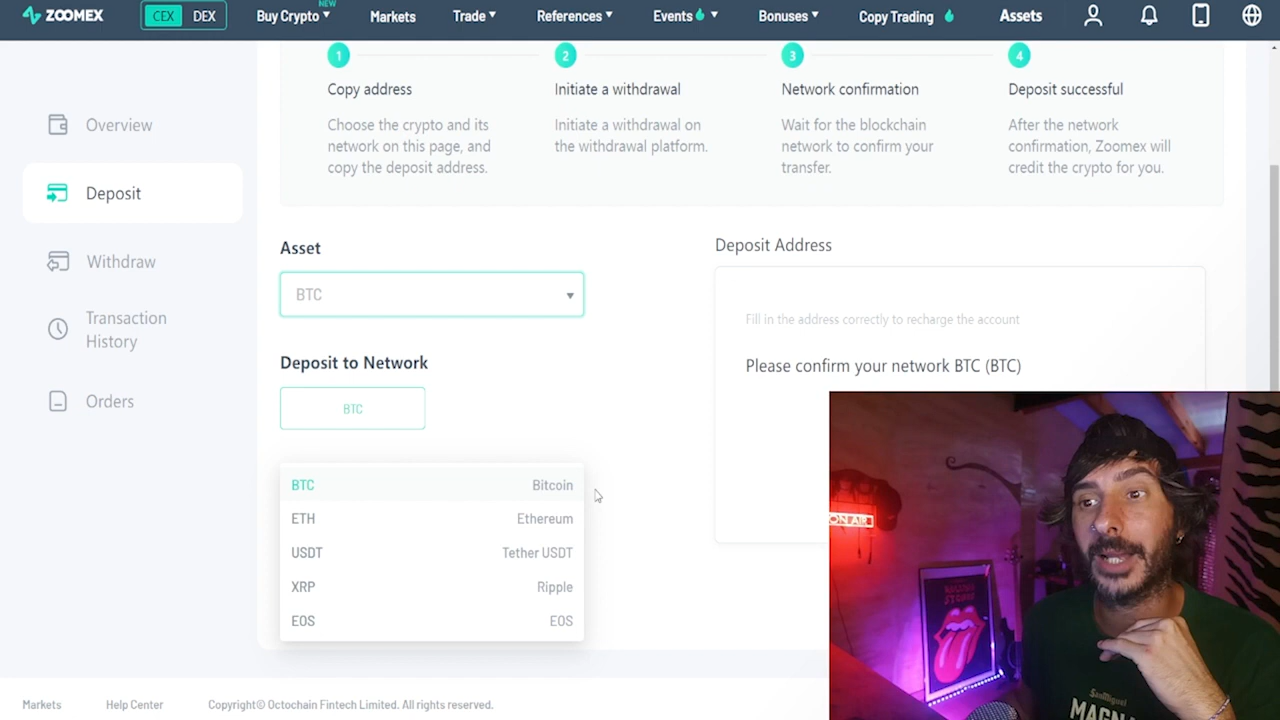 ZOOMEX
CEX DEX
Buy Crypto
NEW
Markets
Trade
References
Events
Bonuses
Copy Trading
Assets
1
2
3
4
Copy address
Initiate a withdrawal
Network confirmation
Deposit successful
Choose the crypto and its
network on this page, and
copy the deposit address.
Initiate a withdrawal on
the withdrawal platform.
Wait for the blockchain
network to confirm your
transfer.
After the network
confirmation, Zoomex will
credit the crypto for you.
Overview
Deposit
Withdraw
Transaction
History
Orders
Asset
BTC
Deposit to Network
BTC
BTC Bitcoin
ETH Ethereum
USDT Tether USDT
XRP Ripple
EOS EOS
Deposit Address
Fill in the address correctly to recharge the account
Please confirm your network BTC (BTC)
ON AIR
SanMiguel
Markets
Help Center
Copyright© Octochain Fintech Limited. All rights reserved.